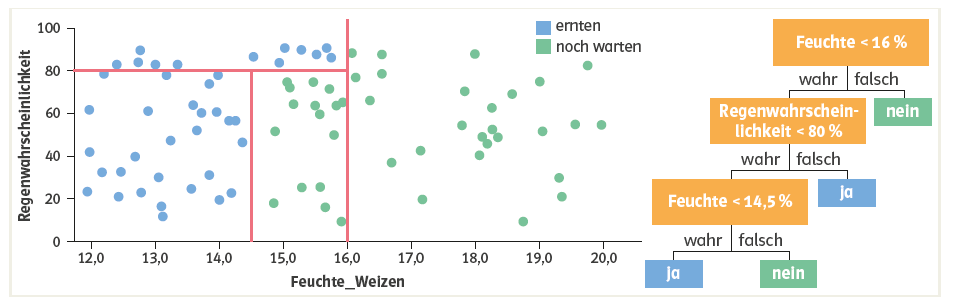 Regenwahrscheinlichkeit
100
80
60
40
20
0
12,0 13,0 14,0 15,0 16,0 17,0 18,0 19,0 20,0
Feuchte_Weizen
ernten
noch warten
Feuchte < 16 %
wahr falsch
Regenwahrschein-
lichkeit < 80 %
nein
wahr falsch
Feuchte < 14,5 %
Ja
wahr falsch
Ja
nein